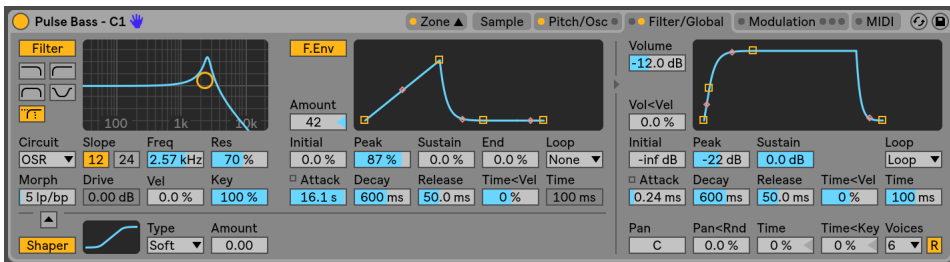 Pulse Bass - C1 Zone Sample Pitch/Osc Filter/Global Modulation MIDI
Filter F.Env Volume
-12.0 dB
Amount Vol<Vel
100 1k 10k 42 0.0 %
Circuit Slope Freq Res Initial Peak Sustain End Loop Initial Peak Sustain Loop
OSR 12 24 2.57 kHz 70 % 0.0 % 87 % 0.0 % 0.0 % None -inf dB -22 dB 0.0 dB Loop
Morph Drive Vel Key Attack Decay Release Time<Vel Time Attack Decay Release Time<Vel Time
5 lp/bp 0.00 dB 0.0 % 100 % 16.1 s 600 ms 50.0 ms 0 % 100 ms 0.24 ms 600 ms 50.0 ms 0 % 100 ms
Type Amount Pan Pan<Rnd Time Time<Key Voices
Shaper Soft 0.00 C 0.0 % 0 % 0 % 6 R